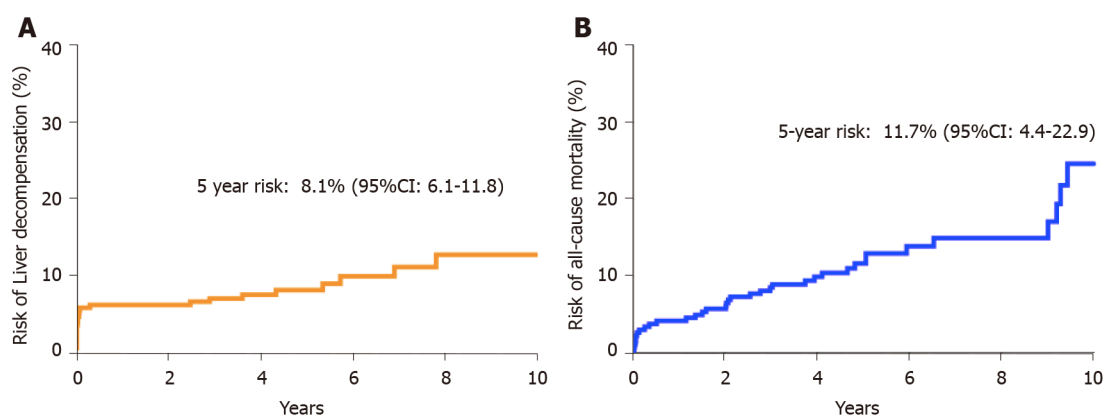 A
Risk of Liver decompensation (%)
40
30
20
10
0
5 year risk: 8.1% (95%CI: 6.1-11.8)
0 2 4 6 8 10
Years
B
Risk of all-cause mortality (%)
40
30
20
10
0
5-year risk: 11.7% (95%CI: 4.4-22.9)
0 2 4 6 8 10
Years